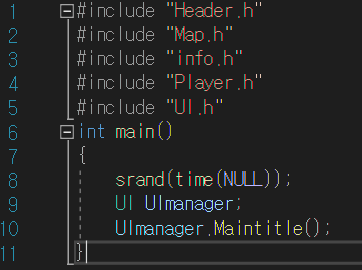 1 #include "Header.h"
2 #include "Map.h"
3 #include "info.h"
4 #include "Player.h"
5 #include "UI.h"
6 int main()
7 {
8 srand(time(NULL));
9 UI UImanager;
10 UImanager.Maintitle();
11 }